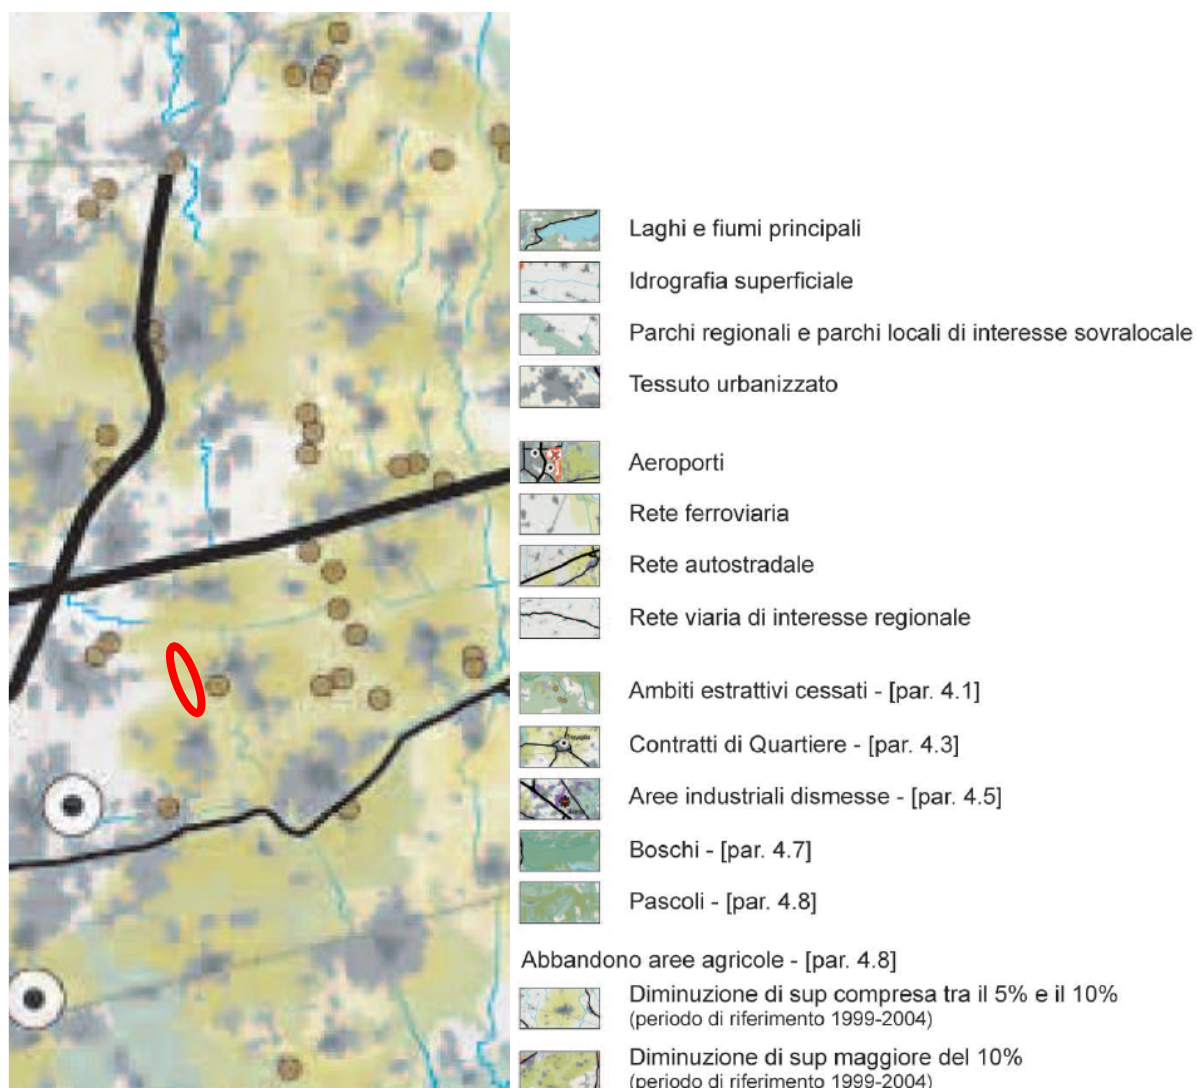 Laghi e fiumi principali
Idrografia superficiale
Parchi regionali e parchi locali di interesse sovralocale
Tessuto urbanizzato
Aeroporti
Rete ferroviaria
Rete autostradale
Rete viaria di interesse regionale
Ambiti estrattivi cessati - [par. 4.1]
Contratti di Quartiere - [par. 4.3]
Aree industriali dismesse - [par. 4.5]
Boschi - [par. 4.7]
Pascoli - [par. 4.8]
Abbandono aree agricole - [par. 4.8]
Diminuzione di sup compresa tra il 5% e il 10%
(periodo di riferimento 1999-2004)
Diminuzione di sup maggiore del 10%
(periodo di riferimento 1999-2004)